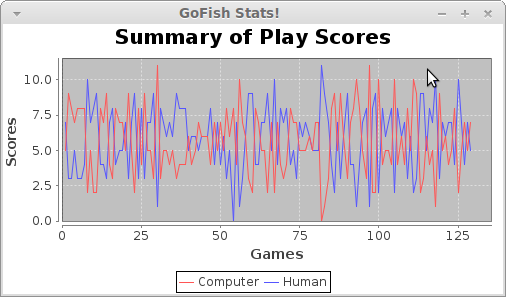 GoFish Stats!
Summary of Play Scores
10.0
7.5
5.0
2.5
0.0
Scores
0 25 50 75 100 125
Games
Computer Human